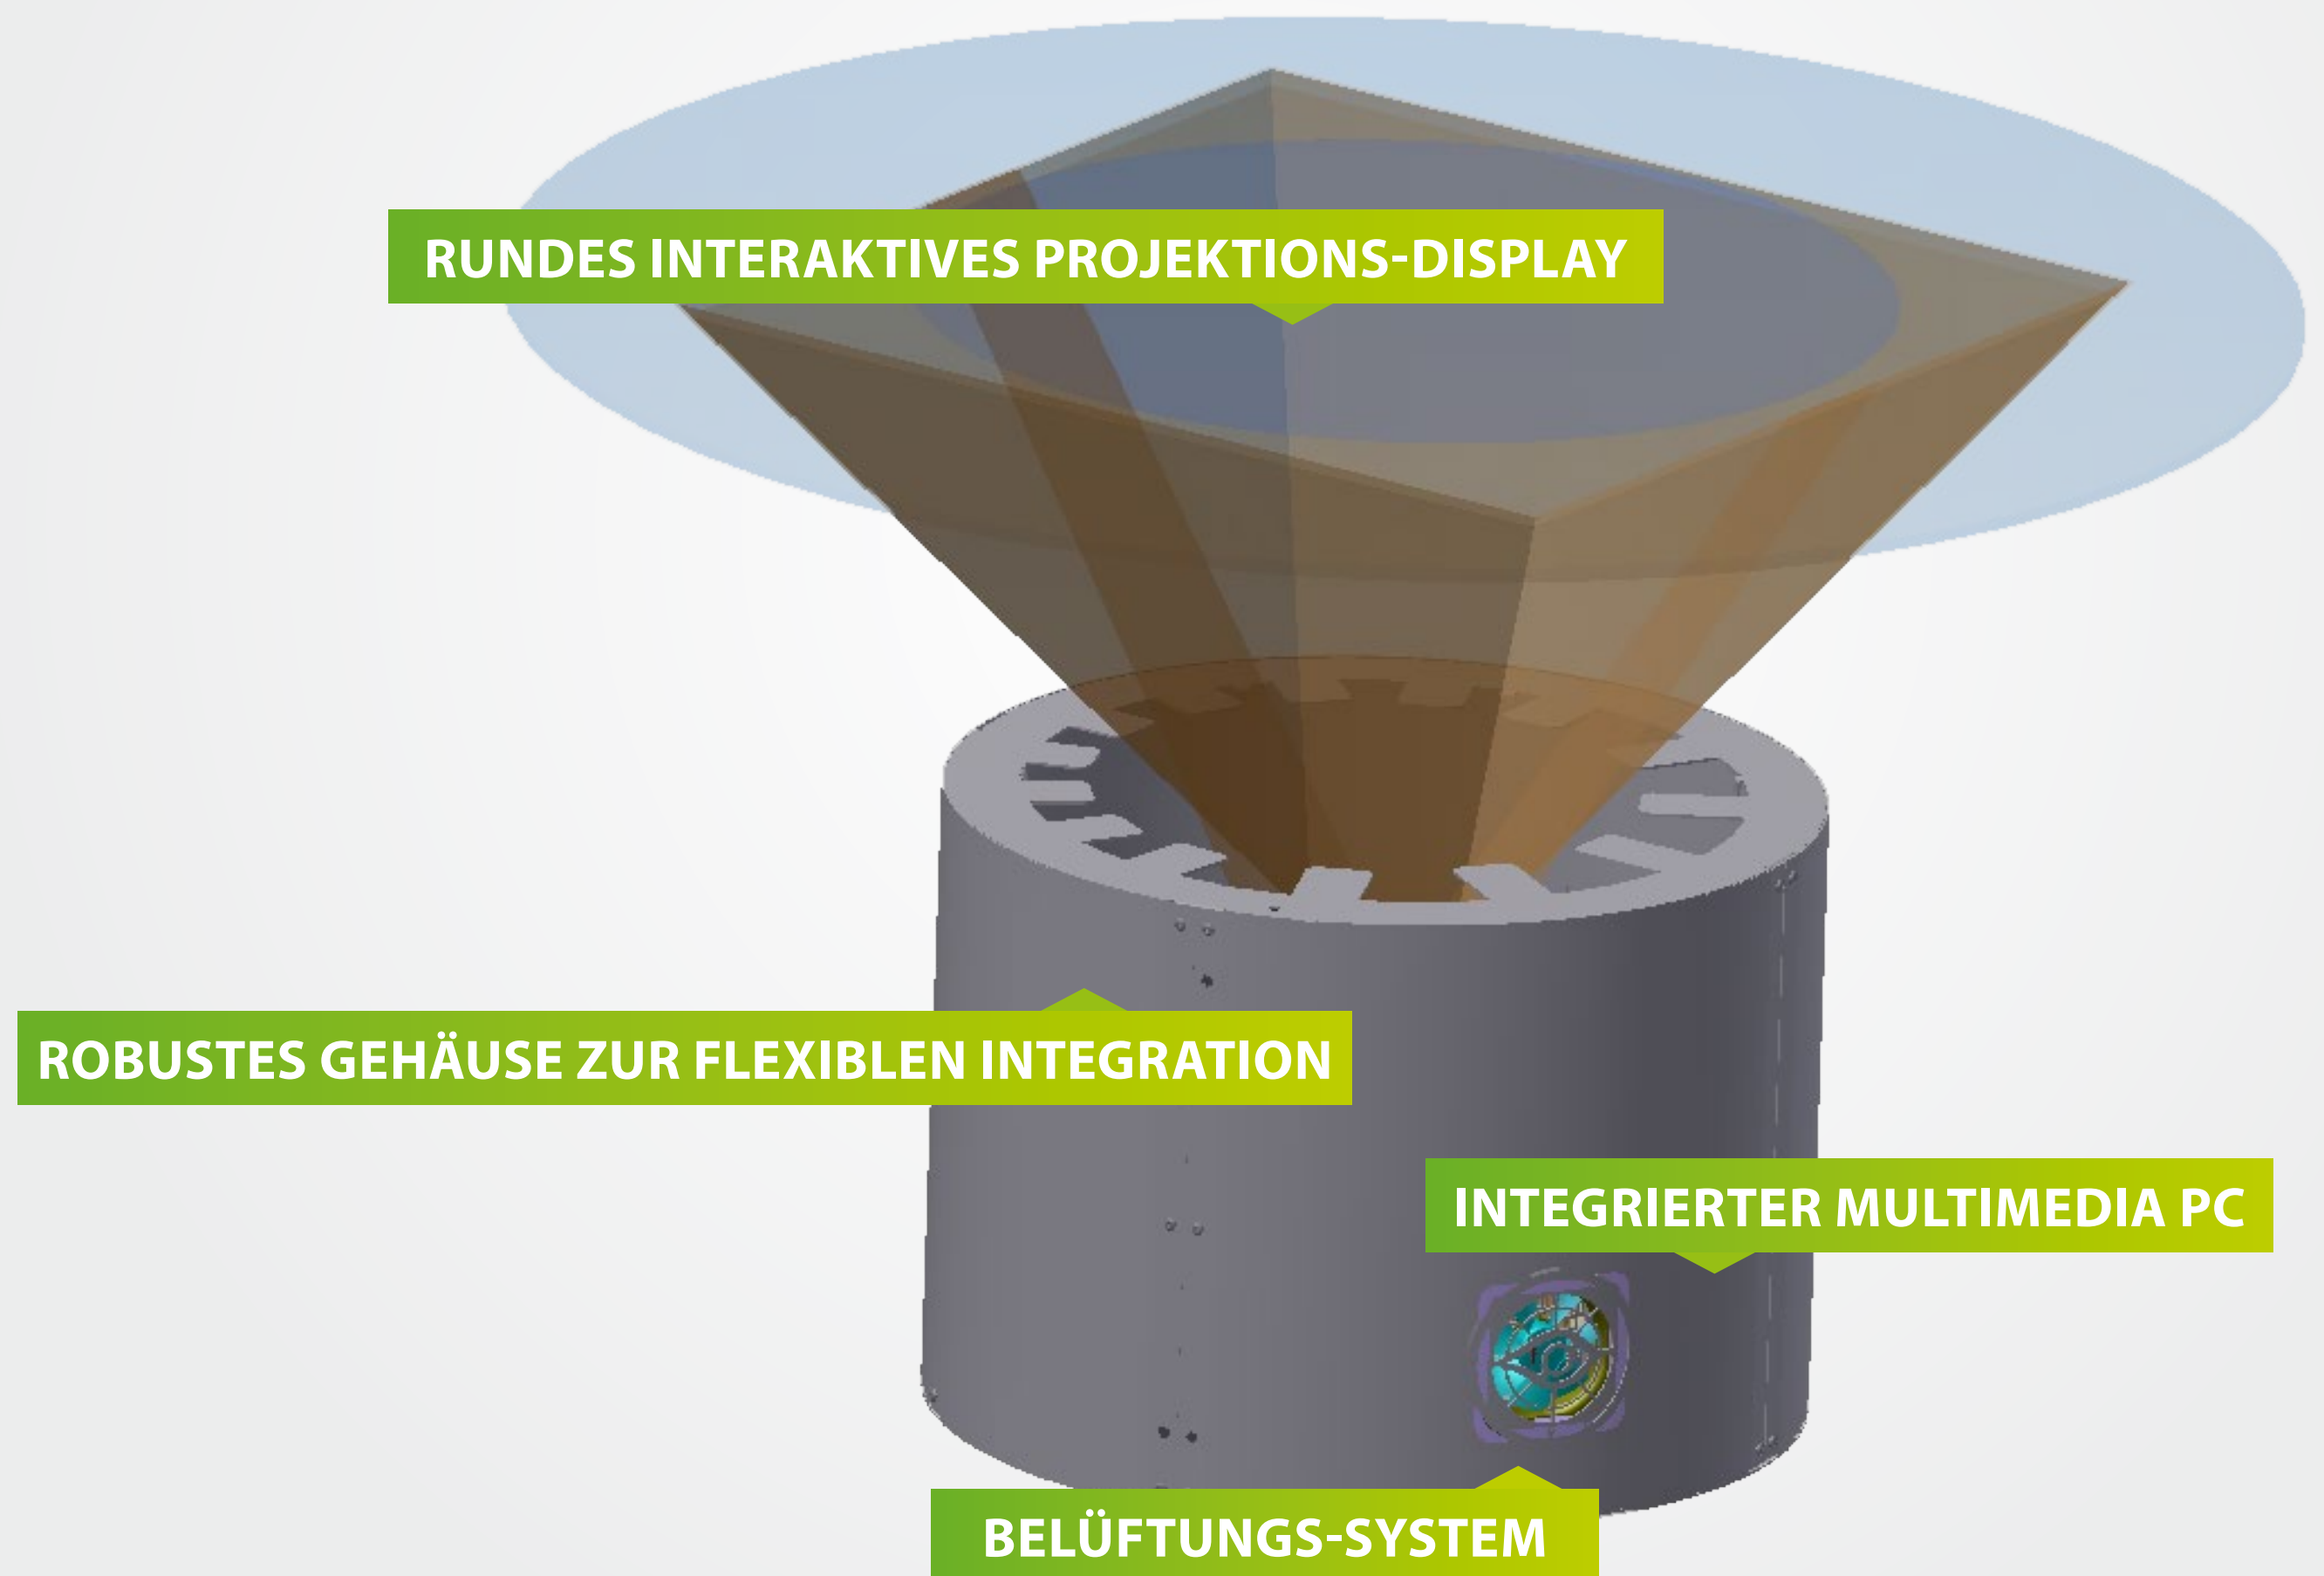 RUNDES INTERAKTIVES PROJEKTIONS-DISPLAY
ROBUSTES GEHÄUSE ZUR FLEXIBLEN INTEGRATION
INTEGRIERTER MULTIMEDIA PC
BELÜFTUNGS-SYSTEM